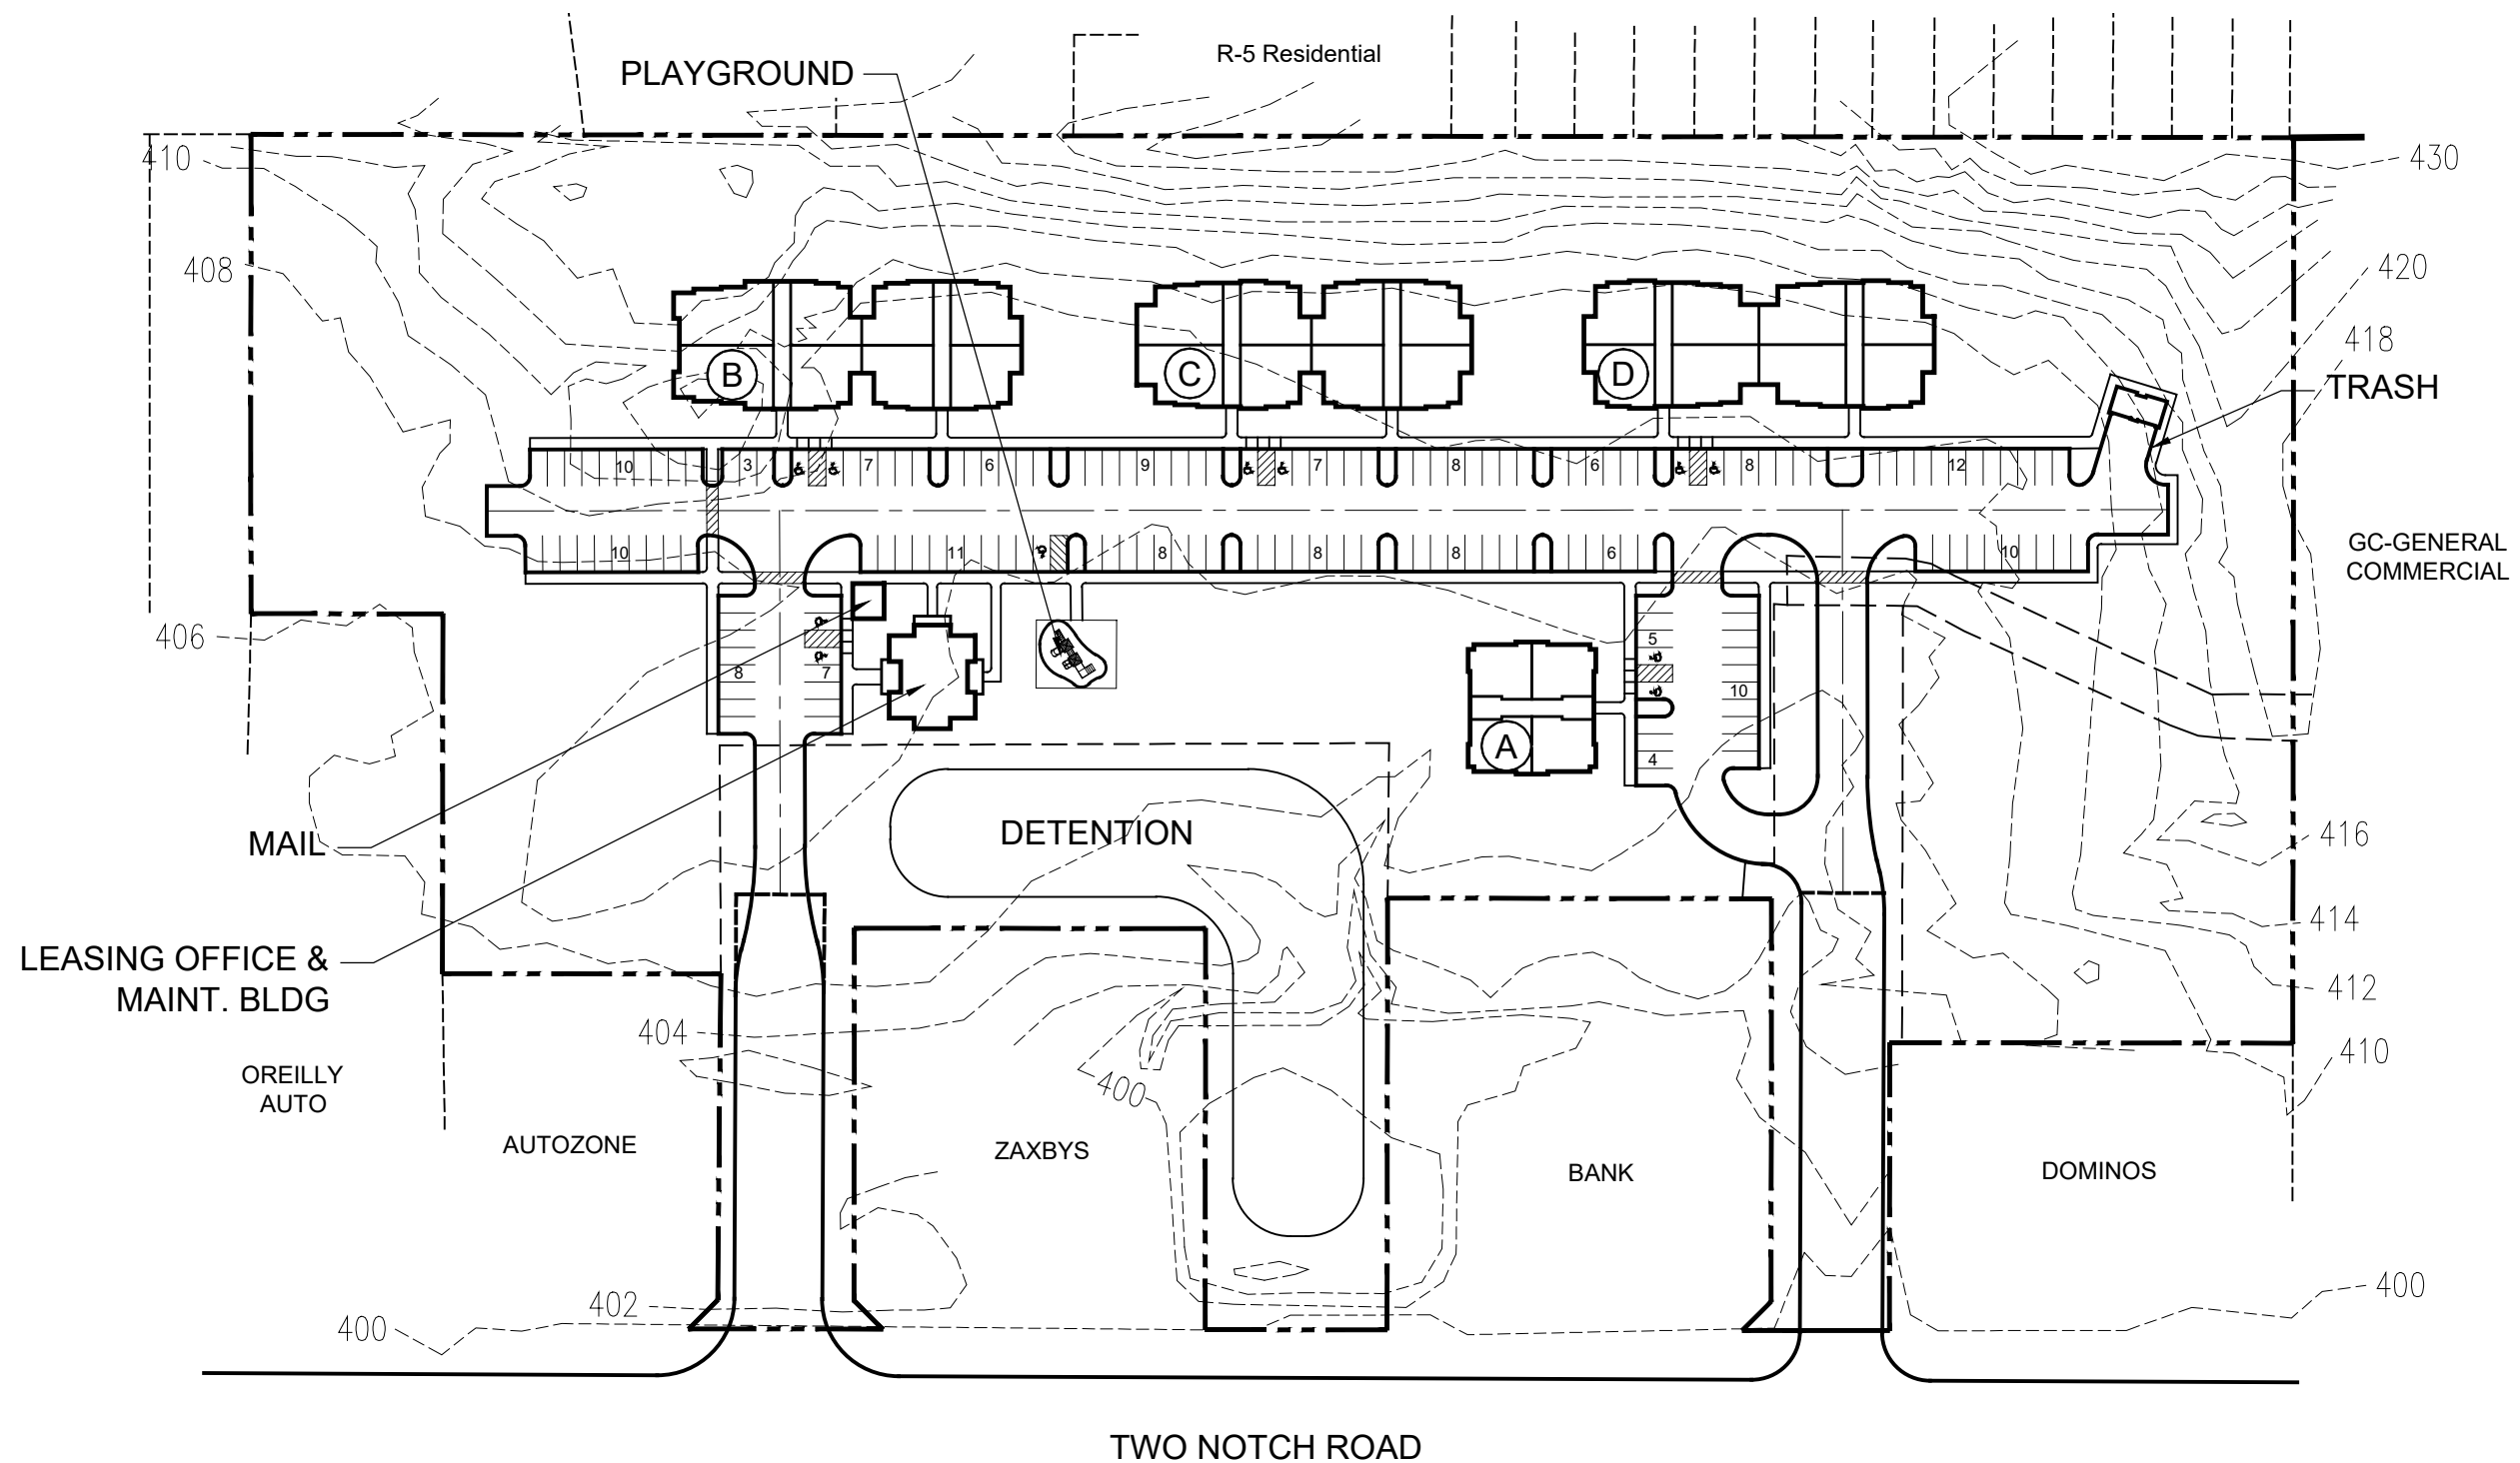 R-5 Residential
PLAYGROUND
410
430
408
420
418
TRASH
B
C
D
10
3
7
6
9
7
8
6
8
12
10
11
8
8
8
6
10
GC-GENERAL
COMMERCIAL
406
8
7
5
10
4
A
MAIL
DETENTION
416
414
412
410
LEASING OFFICE &
MAINT. BLDG
404
400
OREILLY
AUTO
AUTOZONE
ZAXBYS
BANK
DOMINOS
402
400
400
TWO NOTCH ROAD